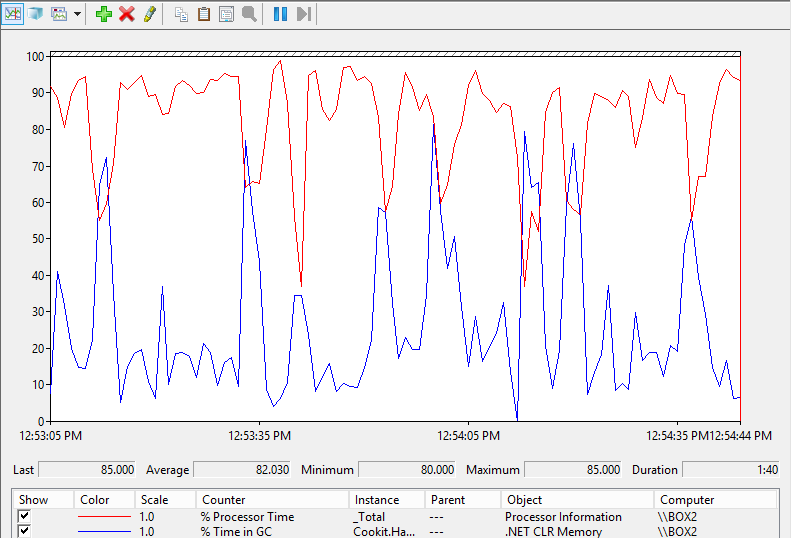 100
90
80
70
60
50
40
30
20
10
0
12:53:05 PM 12:53:35 PM 12:54:05 PM 12:54:35 PM 12:54:44 PM
Last 85.000 Average 82.030 Minimum 80.000 Maximum 85.000 Duration 1:40
Show Color Scale Counter Instance Parent Object Computer
1.0 % Processor Time _Total --- Processor Information \\BOX2
1.0 % Time in GC Cookit.Ha... --- .NET CLR Memory \\BOX2